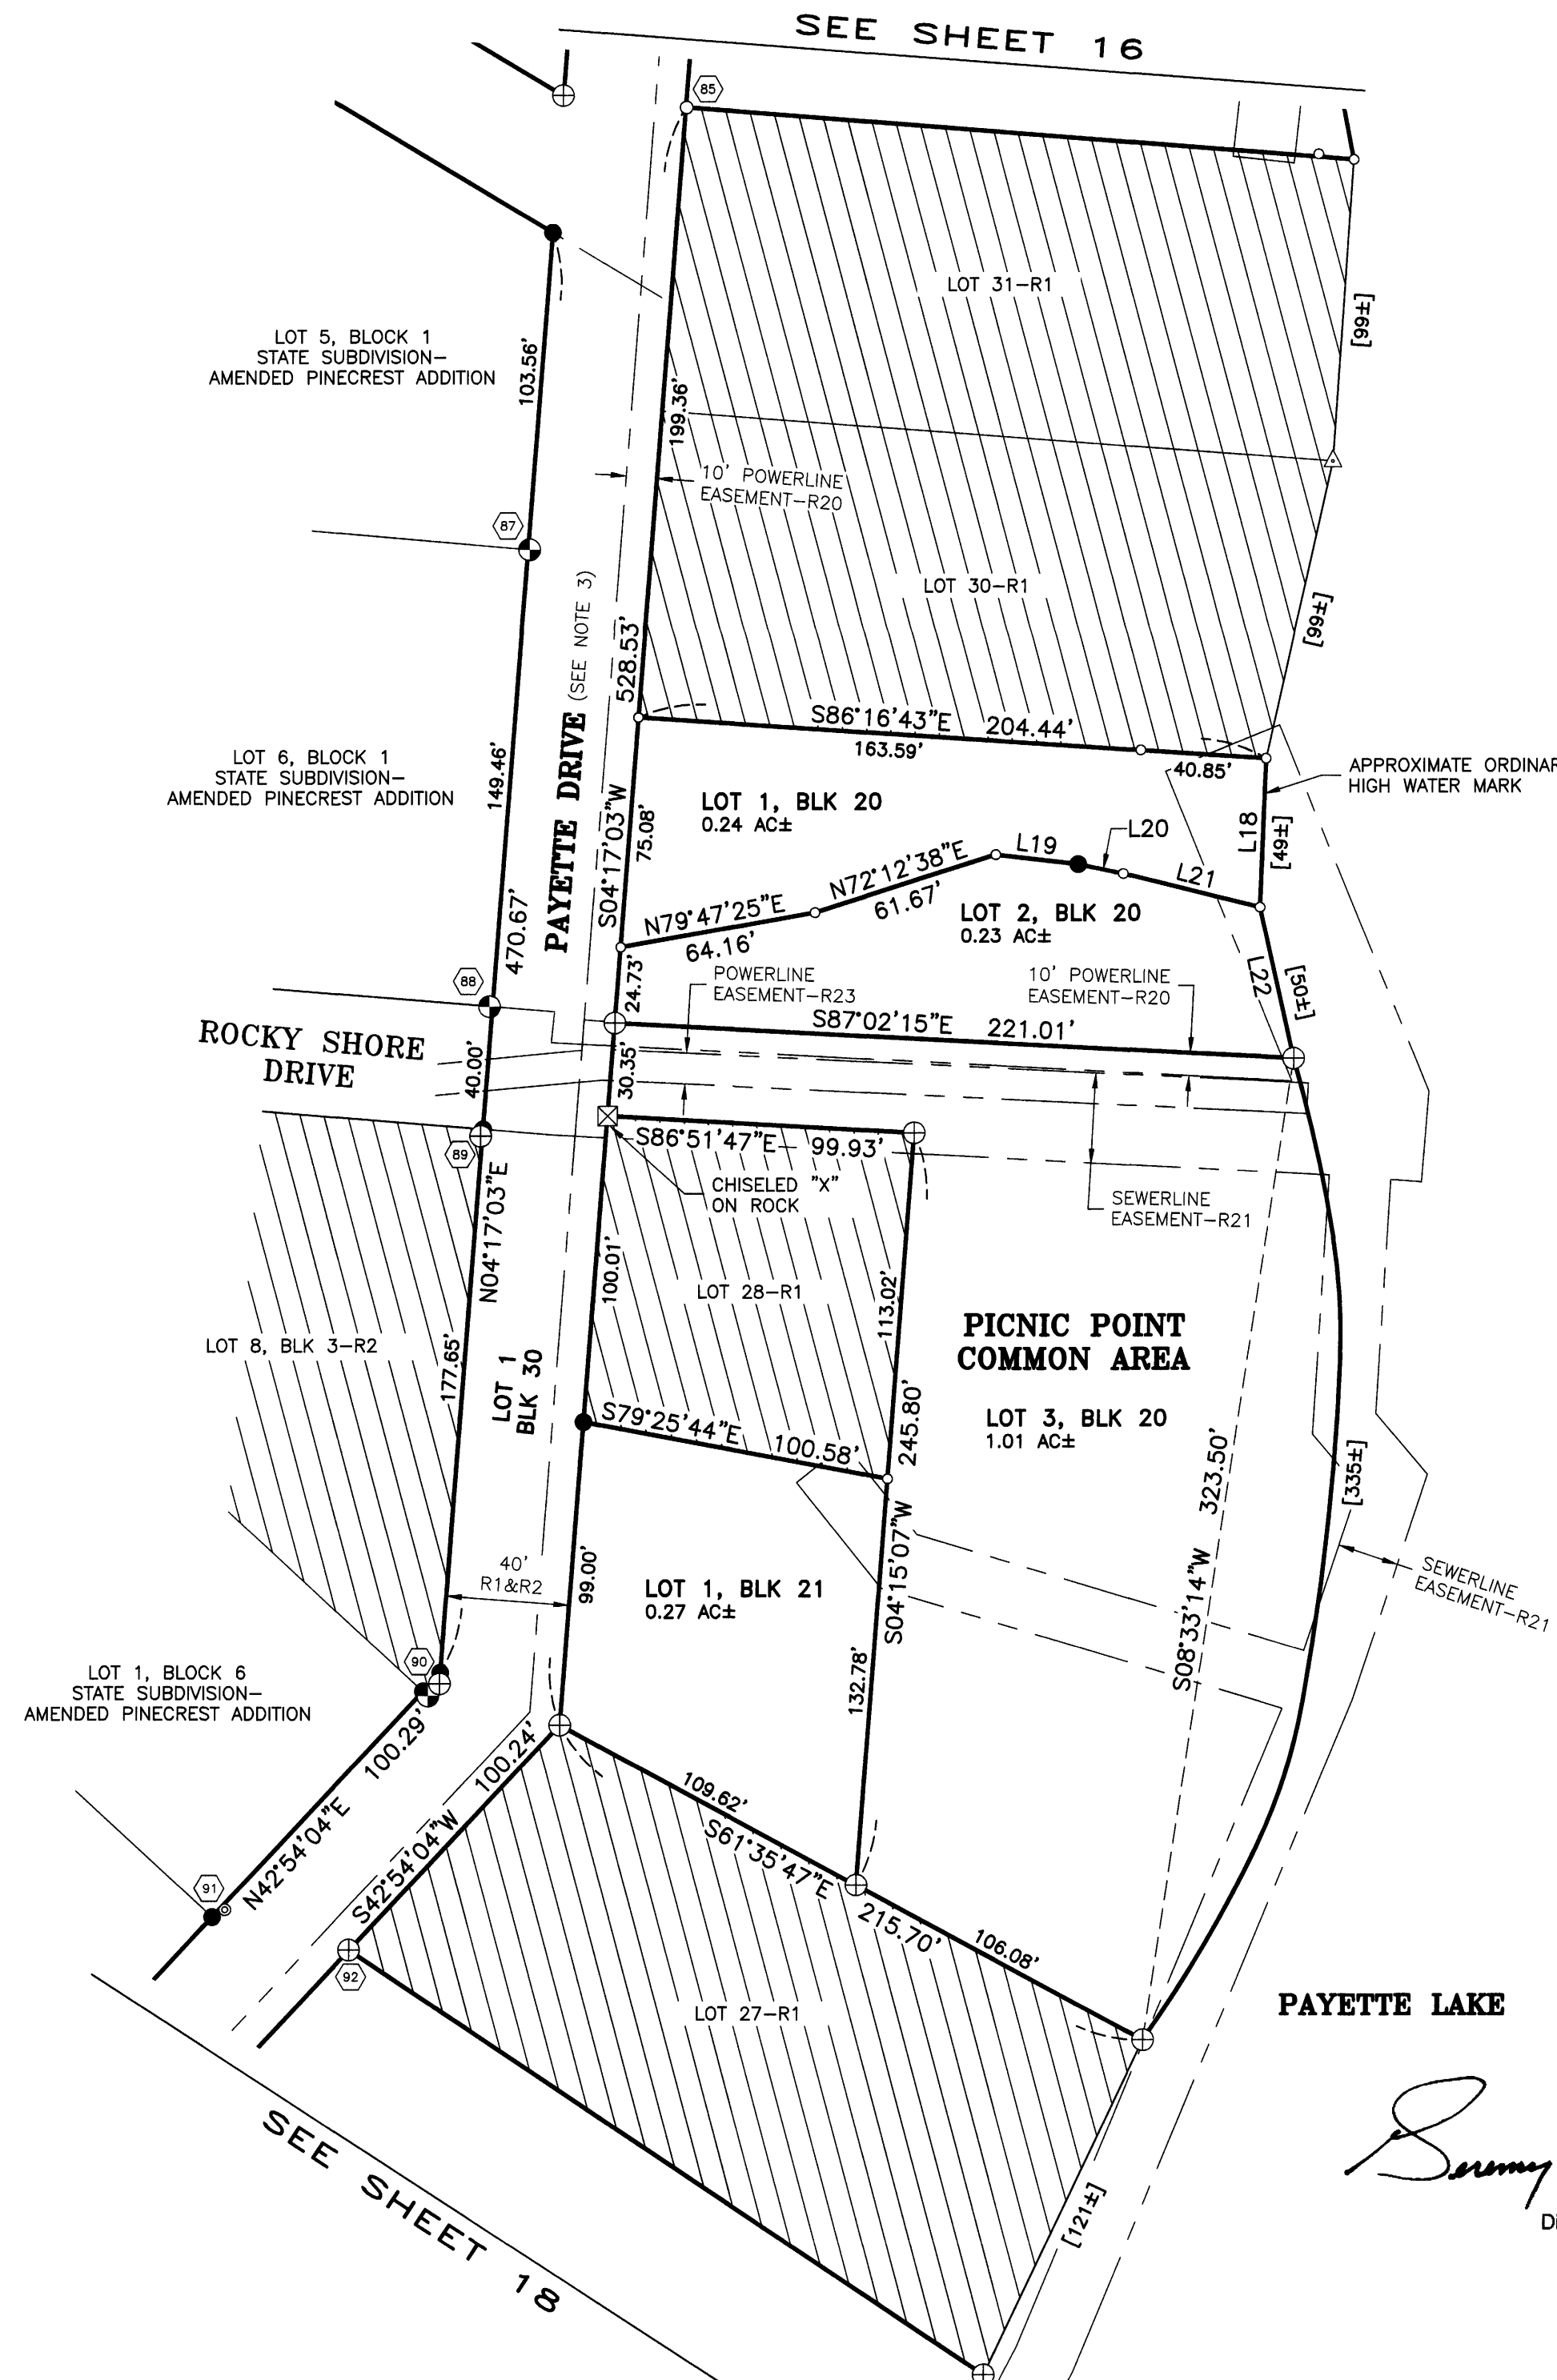 SEE SHEET 16
85
LOT 31-R1
[99±]
LOT 5, BLOCK 1
STATE SUBDIVISION-
AMENDED PINECREST ADDITION
103.56'
199.36'
10' POWERLINE
EASEMENT-R20
87
LOT 30-R1
[99±]
PAYETTE DRIVE (SEE NOTE 3)
528.53'
S86°16'43"E 204.44'
163.59'
40.85'
APPROXIMATE ORDINAR
HIGH WATER MARK
LOT 6, BLOCK 1
STATE SUBDIVISION-
AMENDED PINECREST ADDITION
149.46'
LOT 1, BLK 20
0.24 AC±
S04°17'03"W
75.08'
L18
[49±]
L19
L20
L21
N79°47'25"E
64.16'
N72°12'38"E
61.67'
LOT 2, BLK 20
0.23 AC±
470.67'
24.73'
L22
[50±]
88
POWERLINE
EASEMENT-R23
10' POWERLINE
EASEMENT-R20
S87°02'15"E 221.01'
ROCKY SHORE
DRIVE
40.00'
30.35'
89
S86°51'47"E 99.93'
CHISELED "X"
ON ROCK
SEWERLINE
EASEMENT-R21
N04°17'03"E
100.01'
LOT 28-R1
113.02'
PICNIC POINT
COMMON AREA
LOT 8, BLK 3-R2
177.65'
LOT 1
BLK 30
S79°25'44"E 100.58'
245.80'
LOT 3, BLK 20
1.01 AC±
323.50'
[335±]
40'
R1&R2
99.00'
LOT 1, BLK 21
0.27 AC±
S04°15'07"W
S08°33'14"W
SEWERLINE
EASEMENT-R21
132.78'
90
LOT 1, BLOCK 6
STATE SUBDIVISION-
AMENDED PINECREST ADDITION
N42°54'04"E 100.29'
S42°54'04"W 100.24'
109.62'
S61°35'47"E
215.70'
106.08'
91
92
LOT 27-R1
PAYETTE LAKE
[121±]
SEE SHEET 18
Jeremy
Di